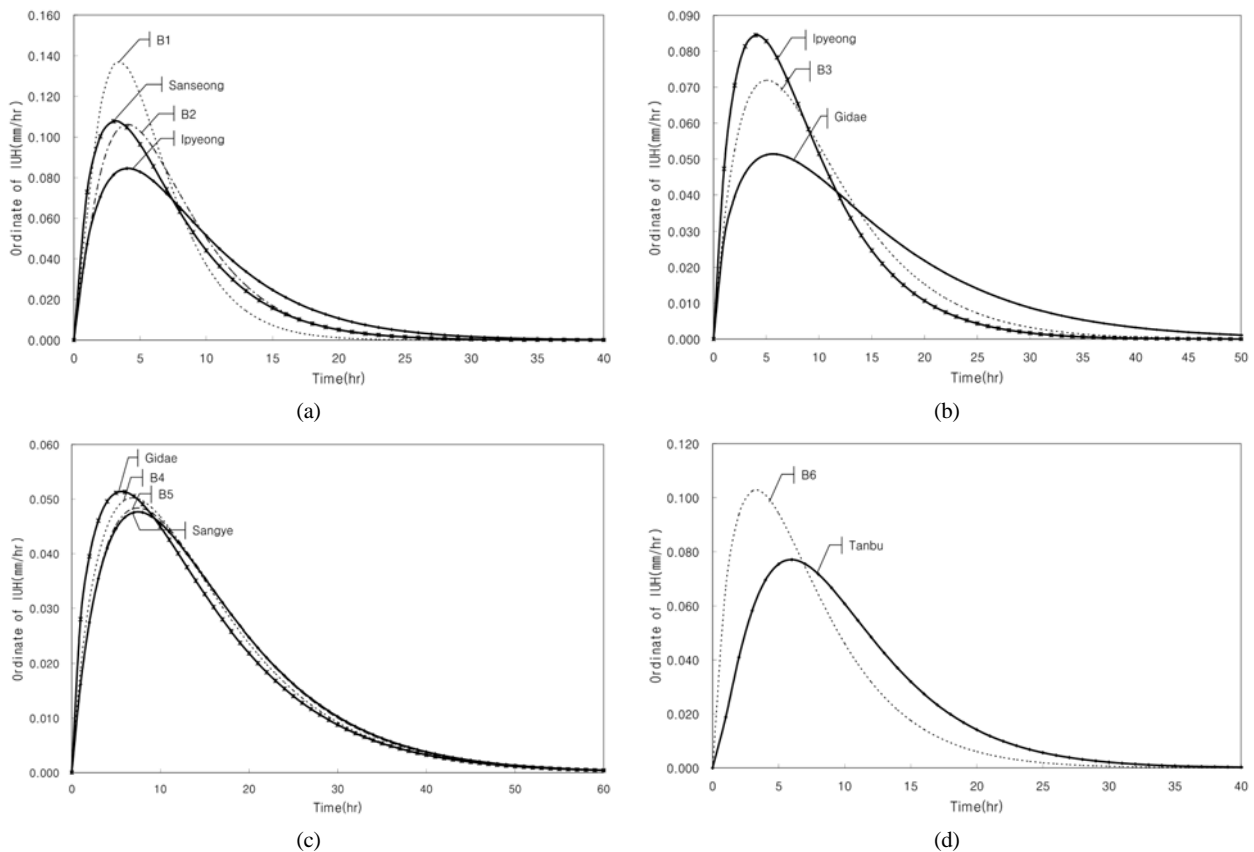 0.160
0.140
0.120
0.100
0.080
0.060
0.040
0.020
0.000
Ordinate of IUH(mm/hr)
B1
Sanseong
B2
Ipyeong
0 5 10 15 20 25 30 35 40
Time(hr)
(a)
0.090
0.080
0.070
0.060
0.050
0.040
0.030
0.020
0.010
0.000
Ordinate of IUH(mm/hr)
Ipyeong
B3
Gidae
0 5 10 15 20 25 30 35 40 45 50
Time(hr)
(b)
0.060
0.050
0.040
0.030
0.020
0.010
0.000
Ordinate of IUH(mm/hr)
Gidae
B4
B5
Sangye
0 10 20 30 40 50 60
Time(hr)
(c)
0.120
0.100
0.080
0.060
0.040
0.020
0.000
Ordinate of IUH(mm/hr)
B6
Tanbu
0 5 10 15 20 25 30 35 40
Time(hr)
(d)